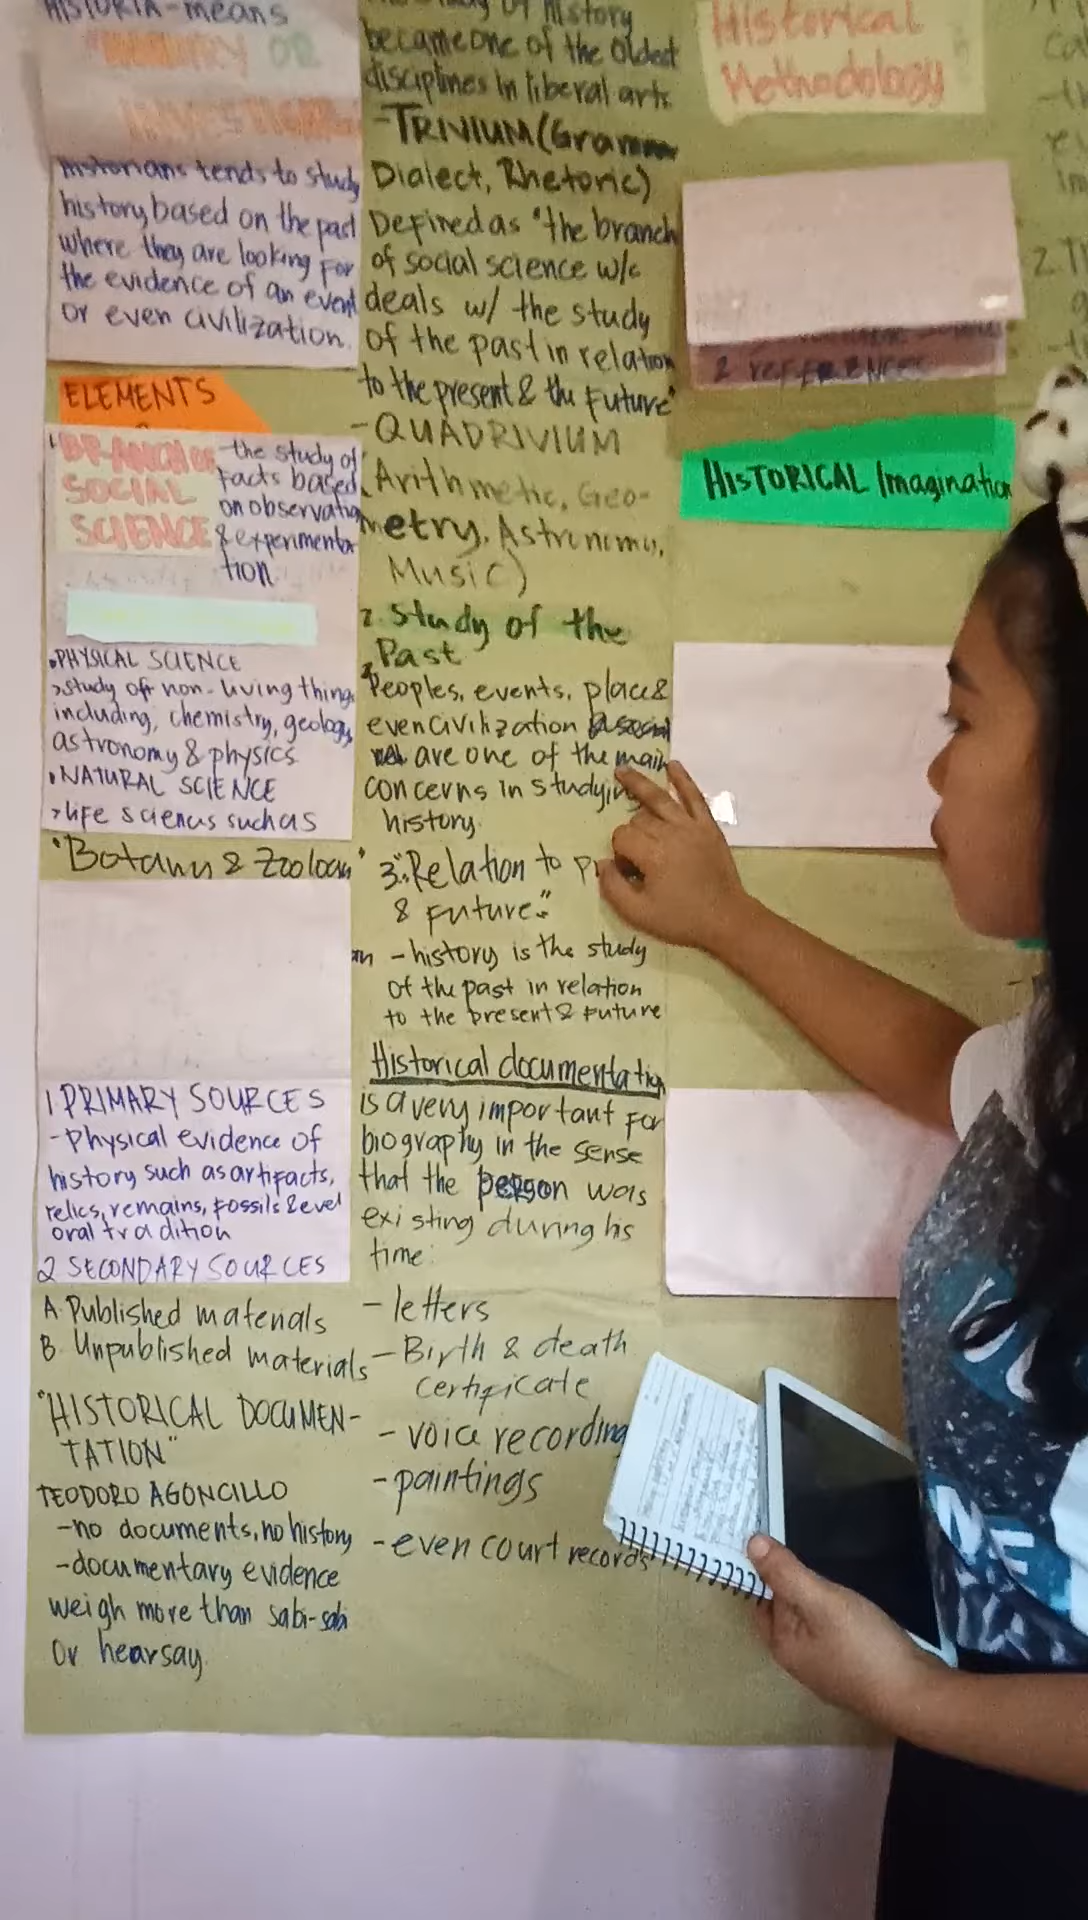 HISTORIA-means
"INQUIRY OR
INVESTIGATION
Historians tends to study
history based on the past
where they are looking for
the evidence of an event
or even civilization.
ELEMENTS
BRANCH OF
SOCIAL
SCIENCE
-the study of
facts based
on observation
& experimenta
tion
•PHYSICAL SCIENCE
>study of non-living things
including, chemistry, geology,
astronomy & physics
•NATURAL SCIENCE
>life sciences such as
"Botany & Zoology"
1 PRIMARY SOURCES
-Physical evidence of
history such as artifacts,
relics, remains, fossils & even
oral tradition
2 SECONDARY SOURCES
A. Published materials
B. Unpublished materials
"HISTORICAL DOCUMEN-
TATION"
TEODORO AGONCILLO
-no documents, no history
-documentary evidence
weigh more than sabi-sabi
or hearsay.
of history
became one of the oldest
disciplines in liberal arts
-TRIVIUM (Grammar
Dialect, Rhetoric)
Defined as "the branch
of social science w/c
deals w/ the study
of the past in relation
to the present & the future"
-QUADRIVIUM
(Arithmetic, Geo-
metry, Astronomy,
Music)
2. Study of the
Past
Peoples, events, place &
even civilization
are one of the main
concerns in studying
history.
3. "Relation to
& future."
-history is the study
of the past in relation
to the present & future
Historical documentation
is a very important for
biography in the sense
that the person was
existing during his
time:
-letters
-Birth & death
certificate
-voice recording
-paintings
-even court records
Historical
Methodology
2 REFERENCES
HISTORICAL Imagination
2.